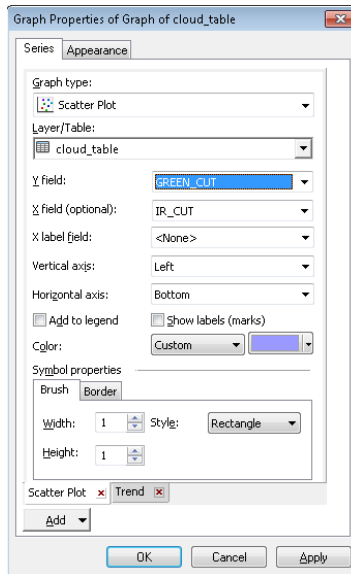 Graph Properties of Graph of cloud_table
Series Appearance
Graph type:
Scatter Plot
Layer/Table:
cloud_table
Y field: GREEN_CUT
X field (optional): IR_CUT
X label field: <None>
Vertical axis: Left
Horizontal axis: Bottom
Add to legend Show labels (marks)
Color: Custom
Symbol properties
Brush Border
Width: 1 Style: Rectangle
Height: 1
Scatter Plot x Trend x
Add
OK Cancel Apply